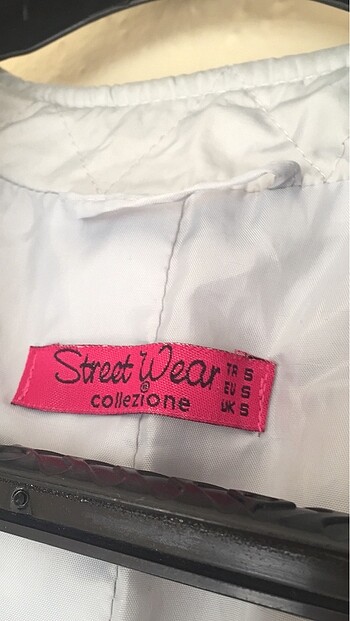 Street Wear
®
collezione
TR S
EU S
UK S